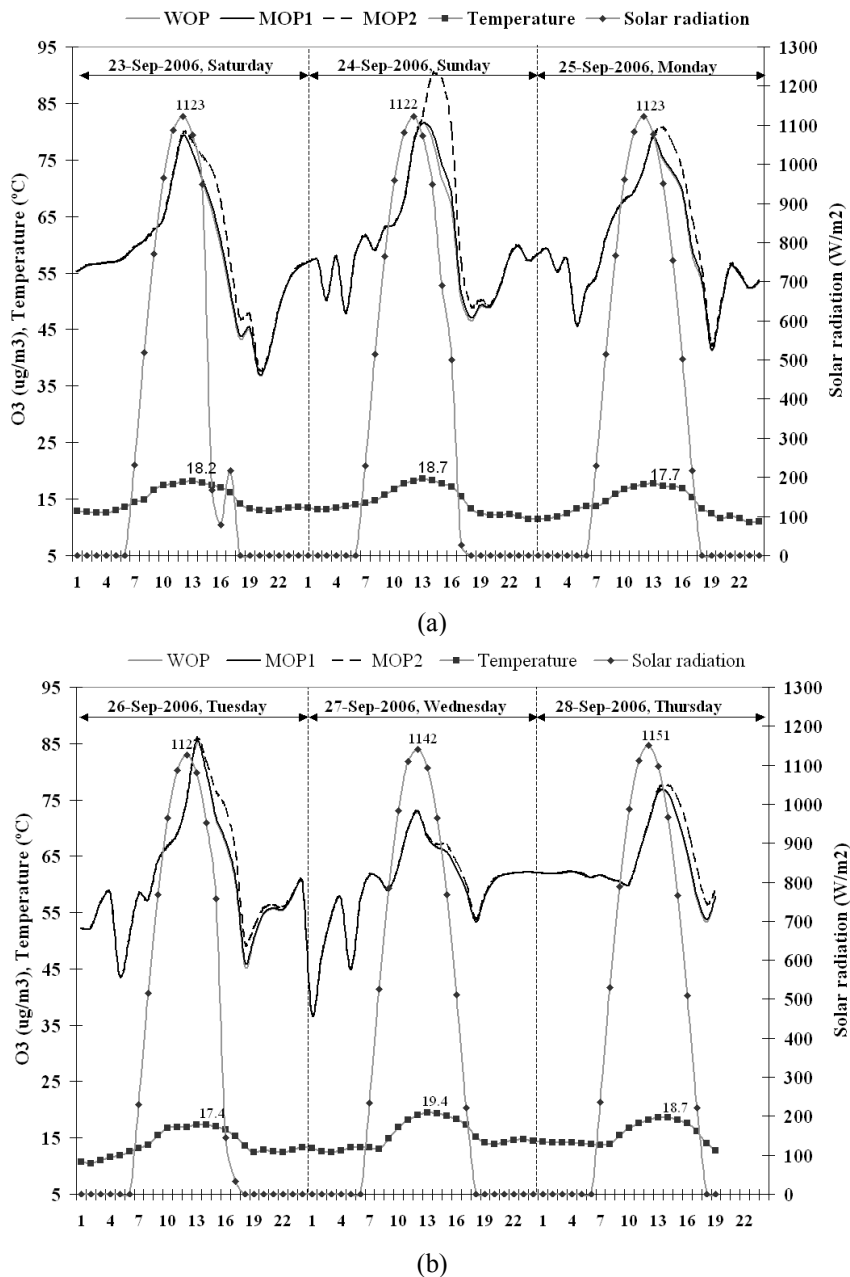 WOP MOP1 MOP2 Temperature Solar radiation
95 1300
23-Sep-2006, Saturday 24-Sep-2006, Sunday 25-Sep-2006, Monday
1200
85
1123 1122 1123
1100
75 1000
900
65
800
55 700
600
45
500
35 400
25 300
18.2 18.7 17.7
200
15
100
5 0
1 4 7 10 13 16 19 22 1 4 7 10 13 16 19 22 1 4 7 10 13 16 19 22
O3 (ug/m3), Temperature (ºC)
Solar radiation (W/m2)
(a)
WOP MOP1 MOP2 Temperature Solar radiation
95 1300
26-Sep-2006, Tuesday 27-Sep-2006, Wednesday 28-Sep-2006, Thursday
1200
85
1142 1151
1100
75 1000
900
65
800
55 700
600
45
500
35 400
25 300
17.4 19.4 18.7
200
15
100
5 0
1 4 7 10 13 16 19 22 1 4 7 10 13 16 19 22 1 4 7 10 13 16 19 22
O3 (ug/m3), Temperature (ºC)
Solar radiation (W/m2)
(b)